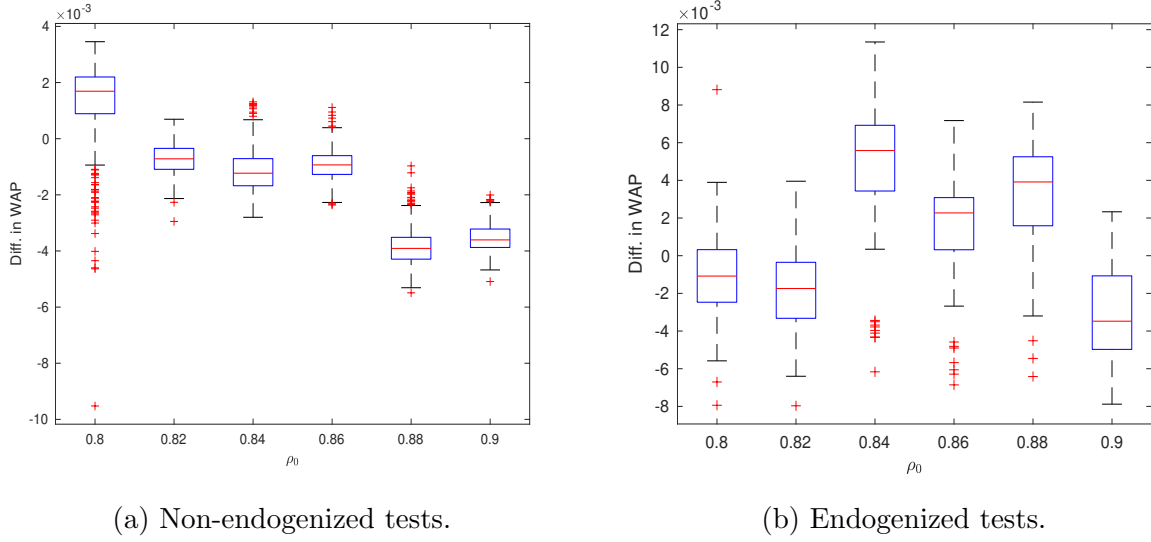 ×10⁻³
4
2
0
-2
-4
-6
-8
-10
Diff. in WAP
0.8 0.82 0.84 0.86 0.88 0.9
ρ₀
(a) Non-endogenized tests.
×10⁻³
12
10
8
6
4
2
0
-2
-4
-6
-8
Diff. in WAP
0.8 0.82 0.84 0.86 0.88 0.9
ρ₀
(b) Endogenized tests.